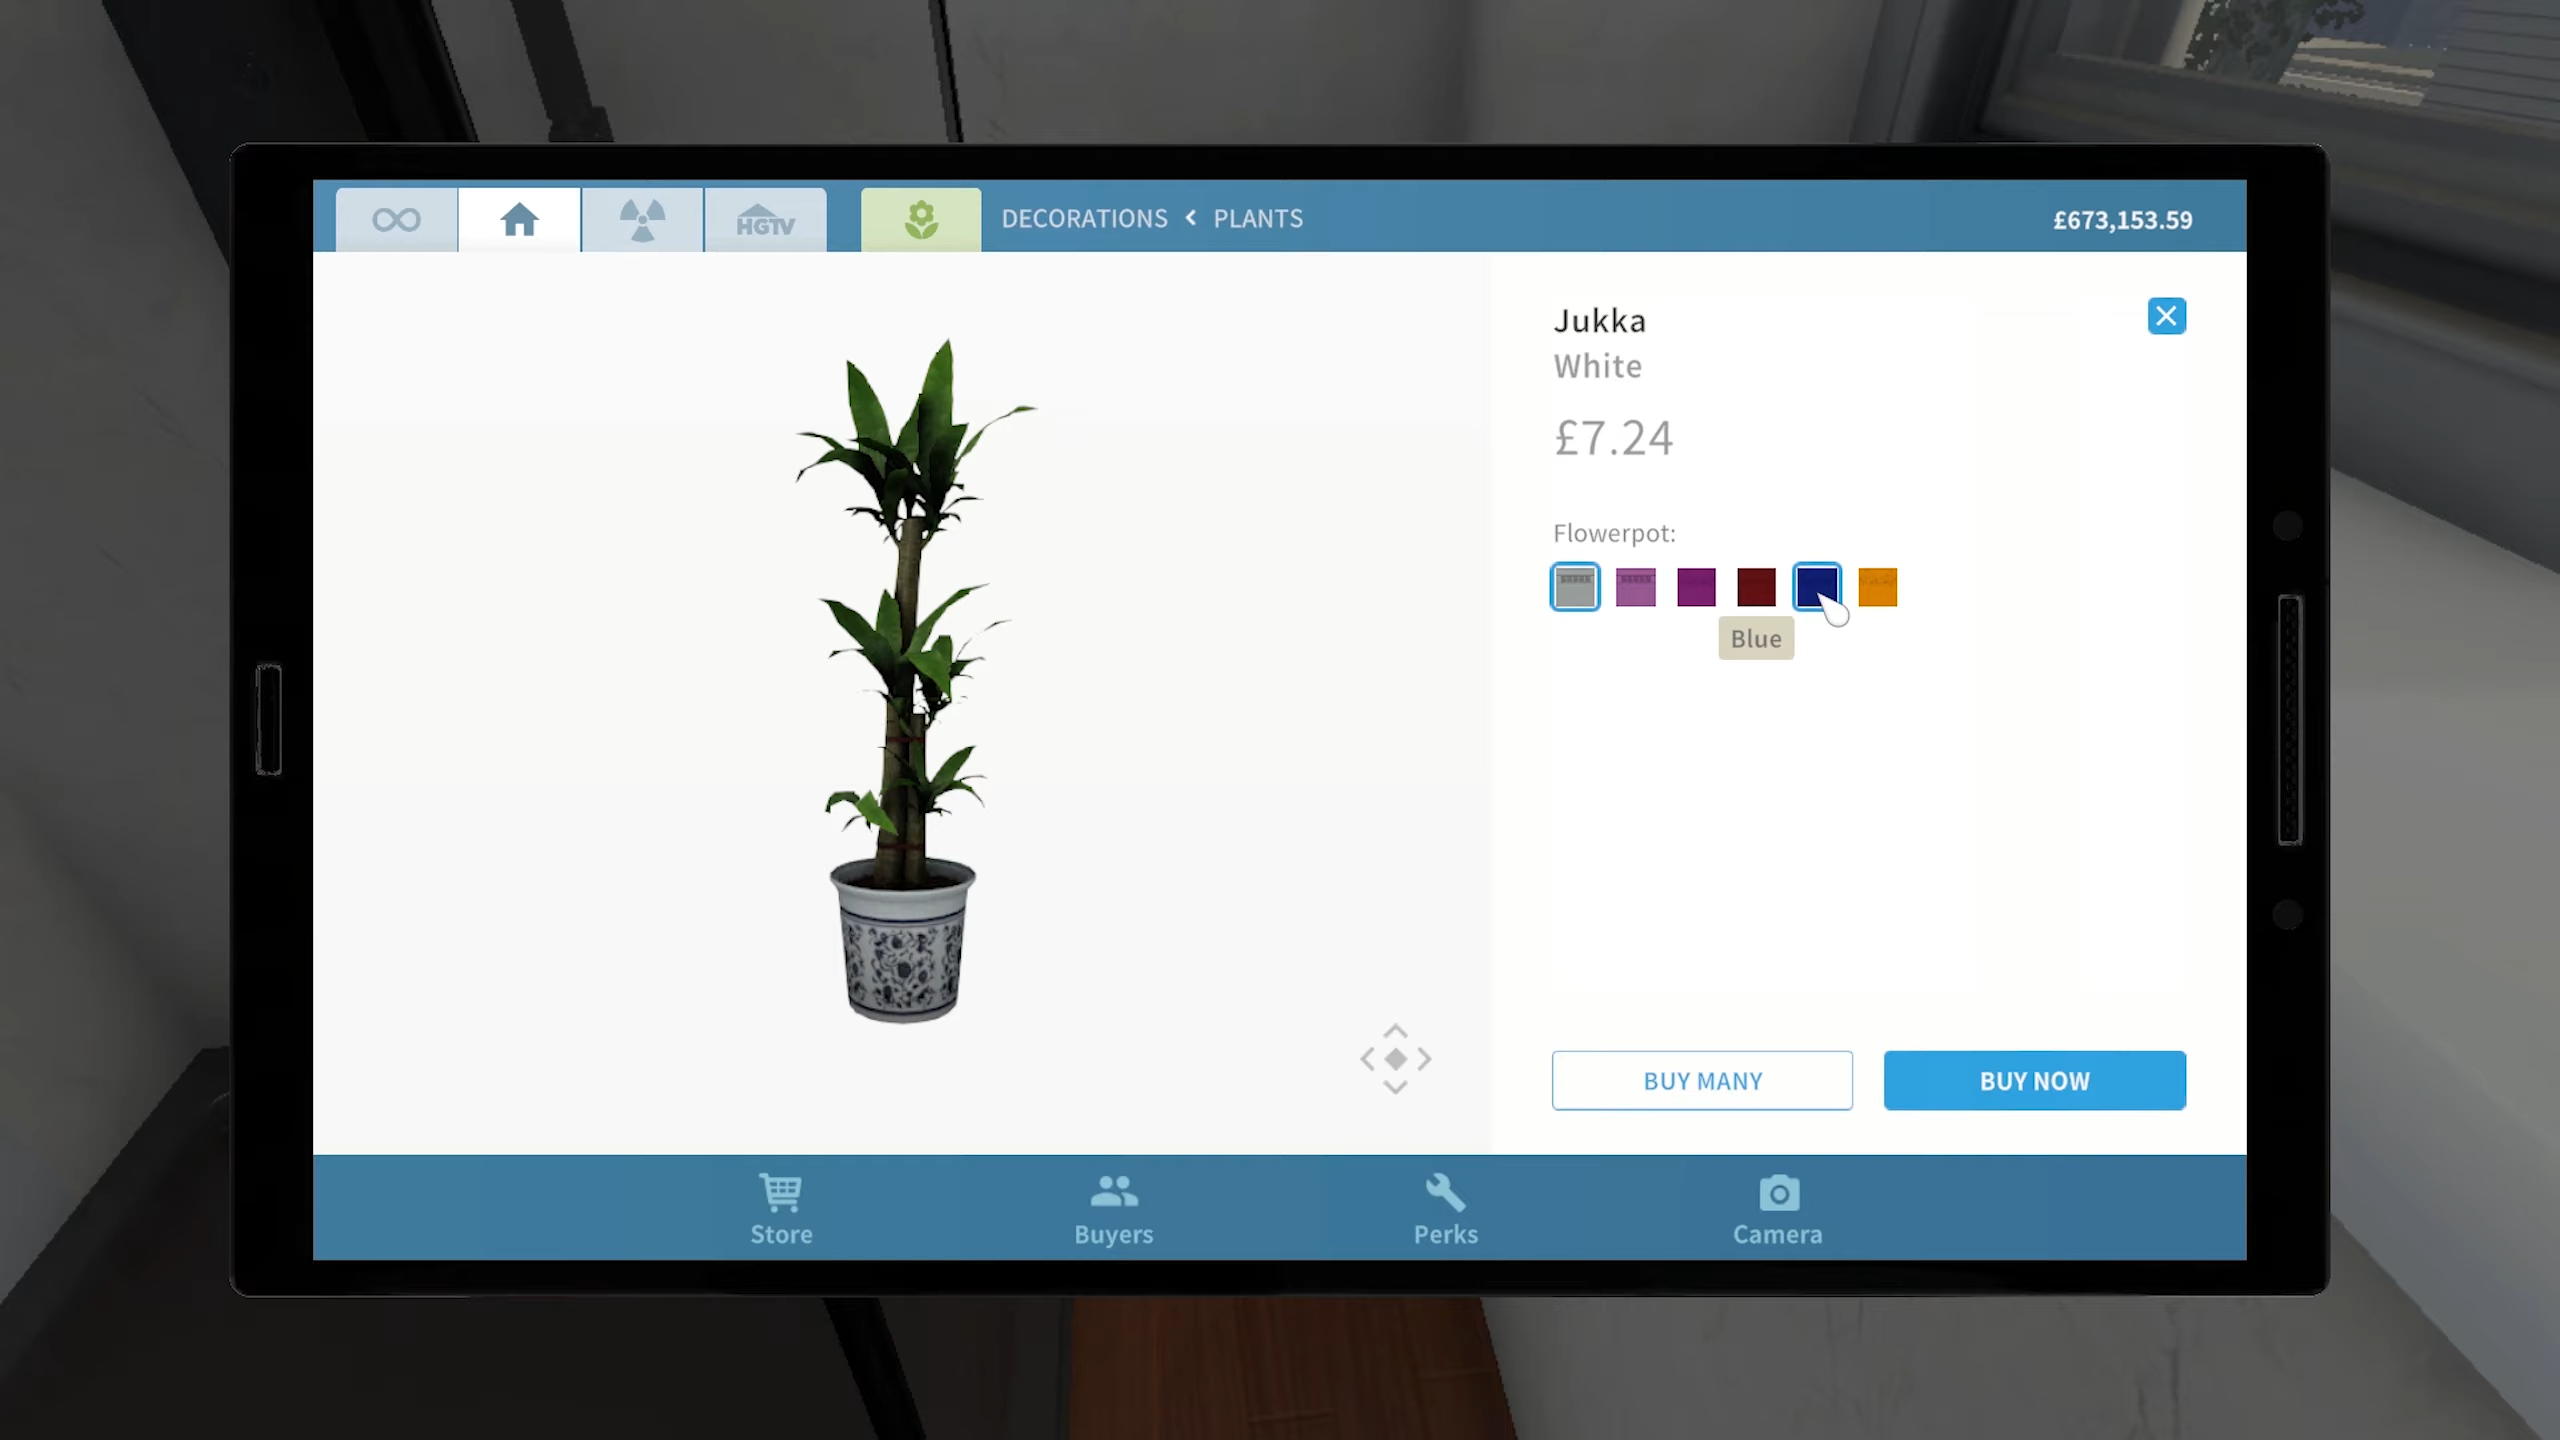 HGTV
DECORATIONS < PLANTS
£673,153.59
Jukka
White
£7.24
Flowerpot:
Blue
BUY MANY
BUY NOW
Store
Buyers
Perks
Camera